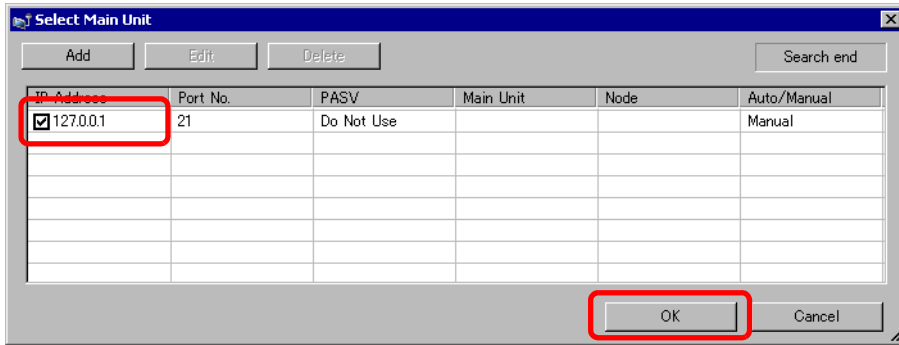 Select Main Unit
Add Edit Delete Search end
IP Address Port No. PASV Main Unit Node Auto/Manual
127.0.0.1 21 Do Not Use Manual
OK Cancel